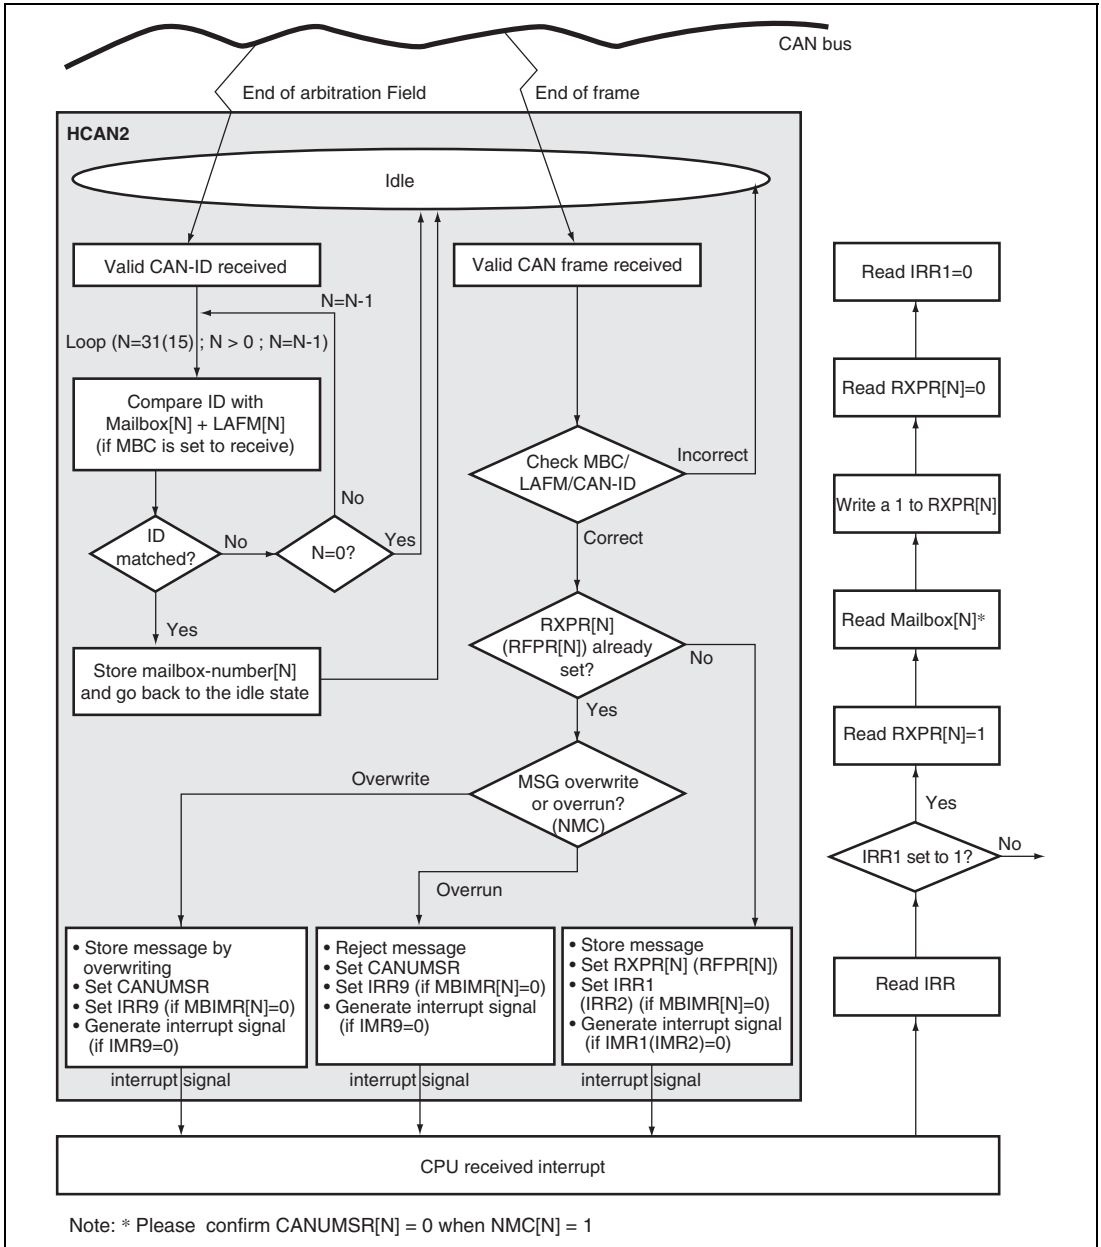 CAN bus
End of arbitration Field
End of frame
HCAN2
Idle
Valid CAN-ID received
Valid CAN frame received
N=N-1
Loop (N=31(15) ; N > 0 ; N=N-1)
Compare ID with
Mailbox[N] + LAFM[N]
(if MBC is set to receive)
ID
matched?
No
N=0?
No
Yes
Yes
Store mailbox-number[N]
and go back to the idle state
Check MBC/
LAFM/CAN-ID
Incorrect
Correct
RXPR[N]
(RFPR[N]) already
set?
No
Yes
MSG overwrite
or overrun?
(NMC)
Overwrite
Overrun
• Store message by
overwriting
• Set CANUMSR
• Set IRR9 (if MBIMR[N]=0)
• Generate interrupt signal
(if IMR9=0)
• Reject message
• Set CANUMSR
• Set IRR9 (if MBIMR[N]=0)
• Generate interrupt signal
(if IMR9=0)
• Store message
• Set RXPR[N] (RFPR[N])
• Set IRR1
(IRR2) (if MBIMR[N]=0)
• Generate interrupt signal
(if IMR1(IMR2)=0)
interrupt signal
interrupt signal
interrupt signal
CPU received interrupt
Read IRR1=0
Read RXPR[N]=0
Write a 1 to RXPR[N]
Read Mailbox[N]*
Read RXPR[N]=1
Yes
IRR1 set to 1?
No
Read IRR
Note: * Please confirm CANUMSR[N] = 0 when NMC[N] = 1